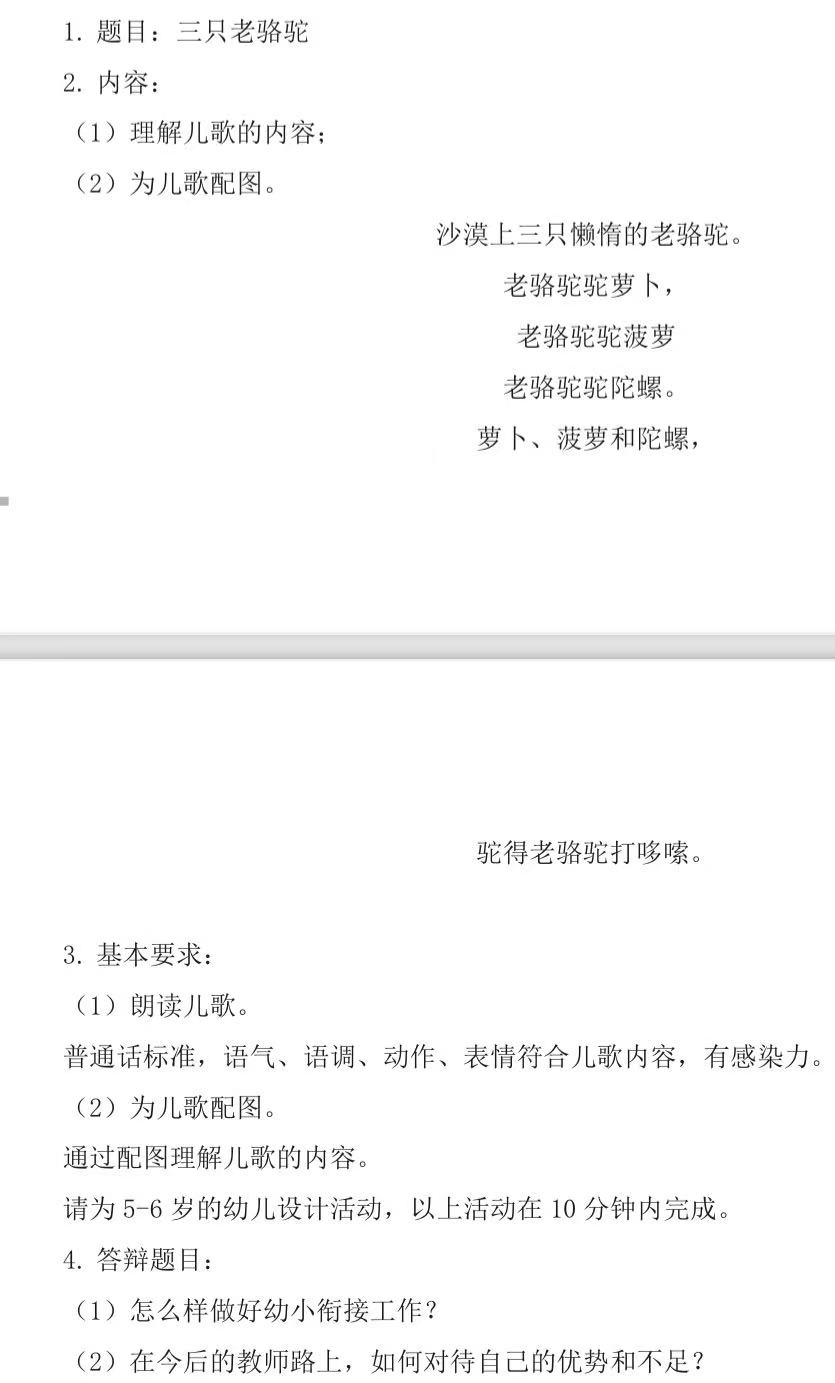 1. 题目：三只老骆驼
2. 内容：
（1）理解儿歌的内容；
（2）为儿歌配图。
沙漠上三只懒惰的老骆驼。
老骆驼驼萝卜，
老骆驼驼菠萝
老骆驼驼陀螺。
萝卜、菠萝和陀螺，
驼得老骆驼打哆嗦。
3. 基本要求：
（1）朗读儿歌。
普通话标准，语气、语调、动作、表情符合儿歌内容，有感染力。
（2）为儿歌配图。
通过配图理解儿歌的内容。
请为 5-6 岁的幼儿设计活动，以上活动在 10 分钟内完成。
4. 答辩题目：
（1）怎么样做好幼小衔接工作？
（2）在今后的教师路上，如何对待自己的优势和不足？